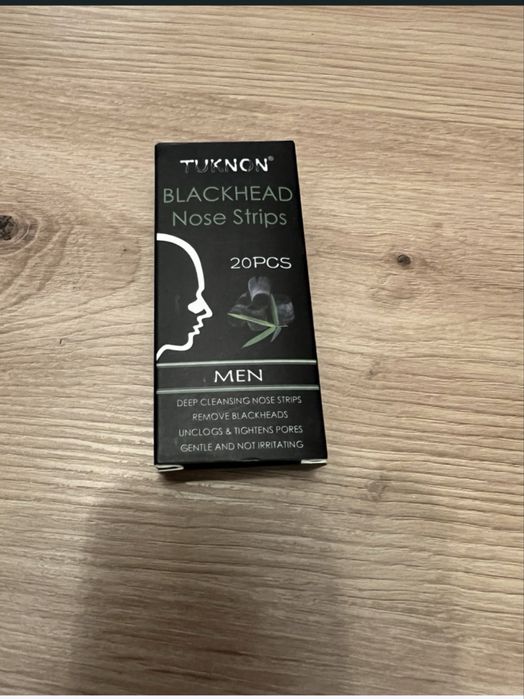 TUKNON®
BLACKHEAD
Nose Strips
20PCS
MEN
DEEP CLEANSING NOSE STRIPS
REMOVE BLACKHEADS
UNCLOGS & TIGHTENS PORES
GENTLE AND NOT IRRITATING